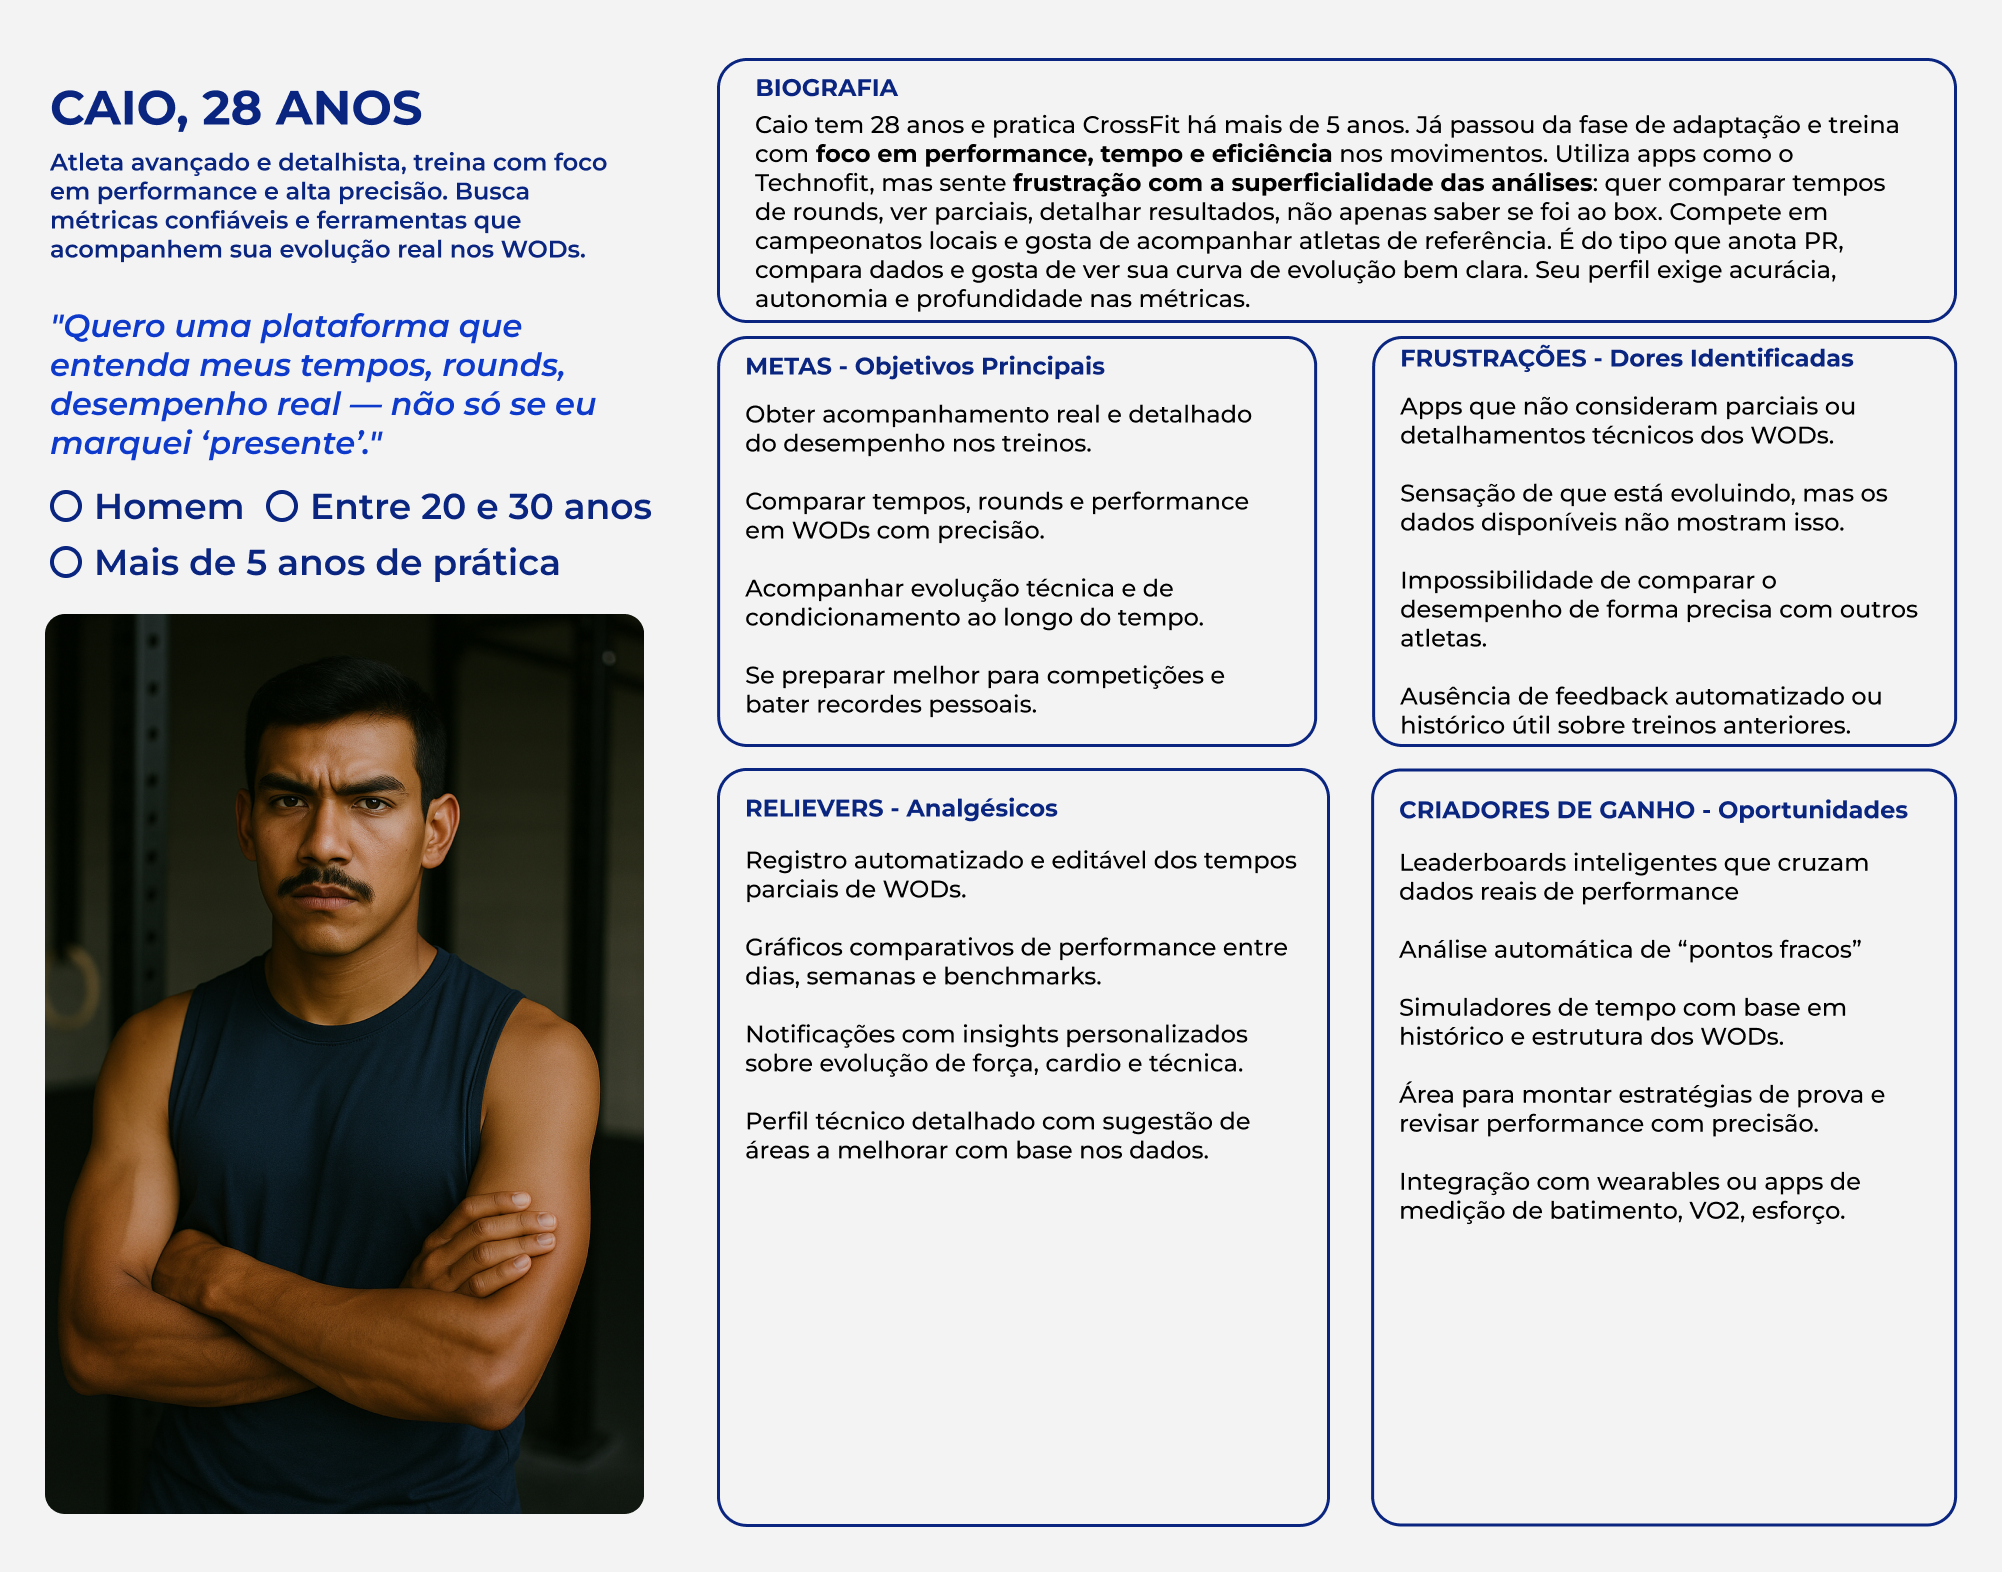 CAIO, 28 ANOS
Atleta avançado e detalhista, treina com foco
em performance e alta precisão. Busca
métricas confiáveis e ferramentas que
acompanhem sua evolução real nos WODs.
"Quero uma plataforma que
entenda meus tempos, rounds,
desempenho real — não só se eu
marquei ‘presente’."
Homem Entre 20 e 30 anos
Mais de 5 anos de prática
BIOGRAFIA
Caio tem 28 anos e pratica CrossFit há mais de 5 anos. Já passou da fase de adaptação e treina
com foco em performance, tempo e eficiência nos movimentos. Utiliza apps como o
Technofit, mas sente frustração com a superficialidade das análises: quer comparar tempos
de rounds, ver parciais, detalhar resultados, não apenas saber se foi ao box. Compete em
campeonatos locais e gosta de acompanhar atletas de referência. É do tipo que anota PR,
compara dados e gosta de ver sua curva de evolução bem clara. Seu perfil exige acurácia,
autonomia e profundidade nas métricas.
METAS - Objetivos Principais
Obter acompanhamento real e detalhado
do desempenho nos treinos.
Comparar tempos, rounds e performance
em WODs com precisão.
Acompanhar evolução técnica e de
condicionamento ao longo do tempo.
Se preparar melhor para competições e
bater recordes pessoais.
FRUSTRAÇÕES - Dores Identificadas
Apps que não consideram parciais ou
detalhamentos técnicos dos WODs.
Sensação de que está evoluindo, mas os
dados disponíveis não mostram isso.
Impossibilidade de comparar o
desempenho de forma precisa com outros
atletas.
Ausência de feedback automatizado ou
histórico útil sobre treinos anteriores.
RELIEVERS - Analgésicos
Registro automatizado e editável dos tempos
parciais de WODs.
Gráficos comparativos de performance entre
dias, semanas e benchmarks.
Notificações com insights personalizados
sobre evolução de força, cardio e técnica.
Perfil técnico detalhado com sugestão de
áreas a melhorar com base nos dados.
CRIADORES DE GANHO - Oportunidades
Leaderboards inteligentes que cruzam
dados reais de performance
Análise automática de “pontos fracos”
Simuladores de tempo com base em
histórico e estrutura dos WODs.
Área para montar estratégias de prova e
revisar performance com precisão.
Integração com wearables ou apps de
medição de batimento, VO2, esforço.